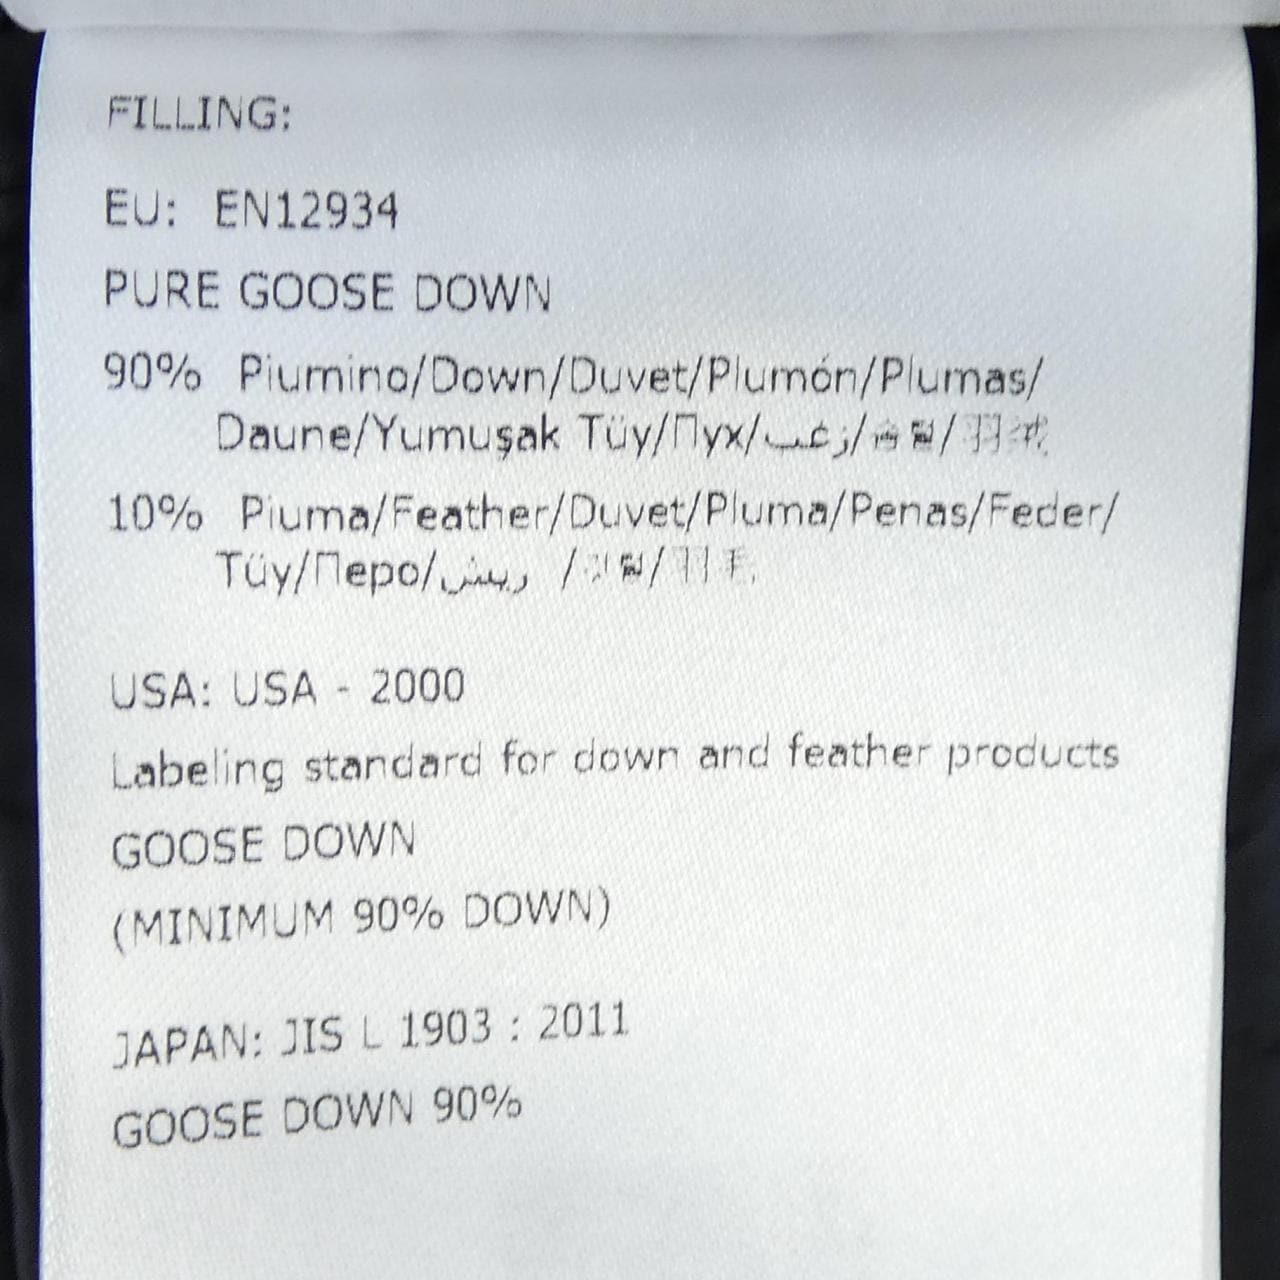 FILLING:
EU: EN12934
PURE GOOSE DOWN
90% Piumino/Down/Duvet/Plumón/Plumas/
Daune/Yumuşak Tüy/Пух/زغب/
10% Piuma/Feather/Duvet/Pluma/Penas/Feder/
Tüy/Перо/ريش /
USA: USA - 2000
Labeling standard for down and feather products
GOOSE DOWN
(MINIMUM 90% DOWN)
JAPAN: JIS L 1903 : 2011
GOOSE DOWN 90%